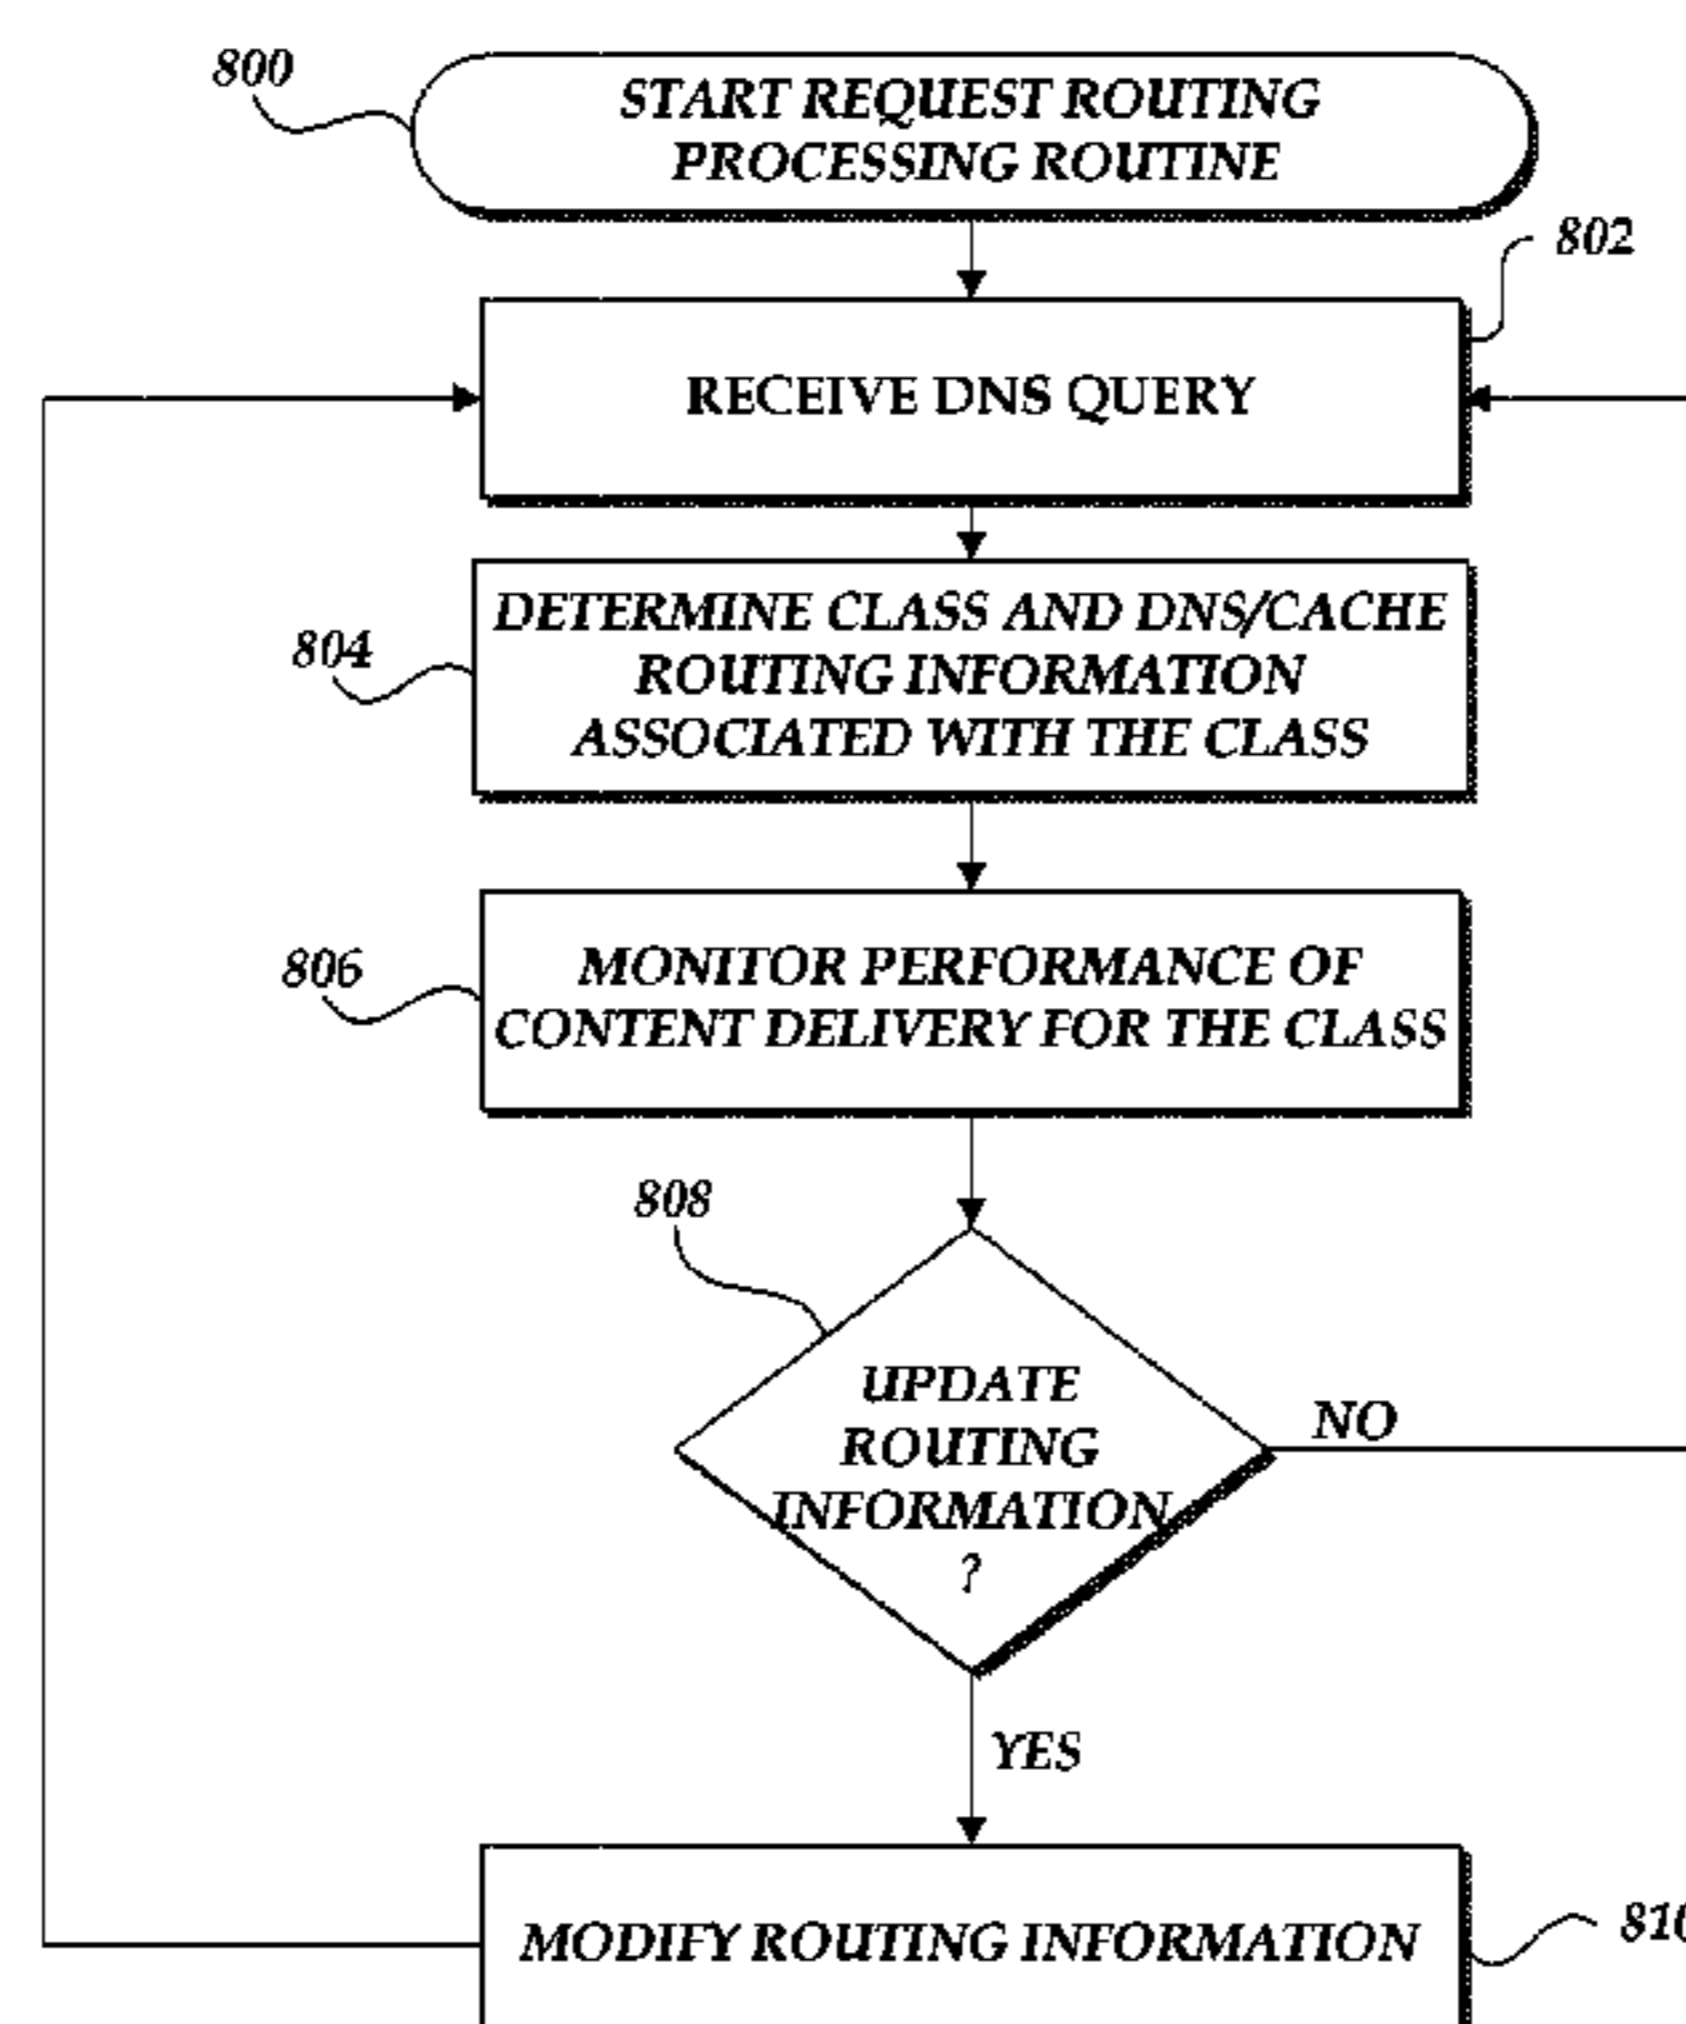 800
START REQUEST ROUTING
PROCESSING ROUTINE
802
RECEIVE DNS QUERY
804
DETERMINE CLASS AND DNS/CACHE
ROUTING INFORMATION
ASSOCIATED WITH THE CLASS
806
MONITOR PERFORMANCE OF
CONTENT DELIVERY FOR THE CLASS
808
UPDATE
ROUTING
INFORMATION
?
NO
YES
MODIFY ROUTING INFORMATION
810